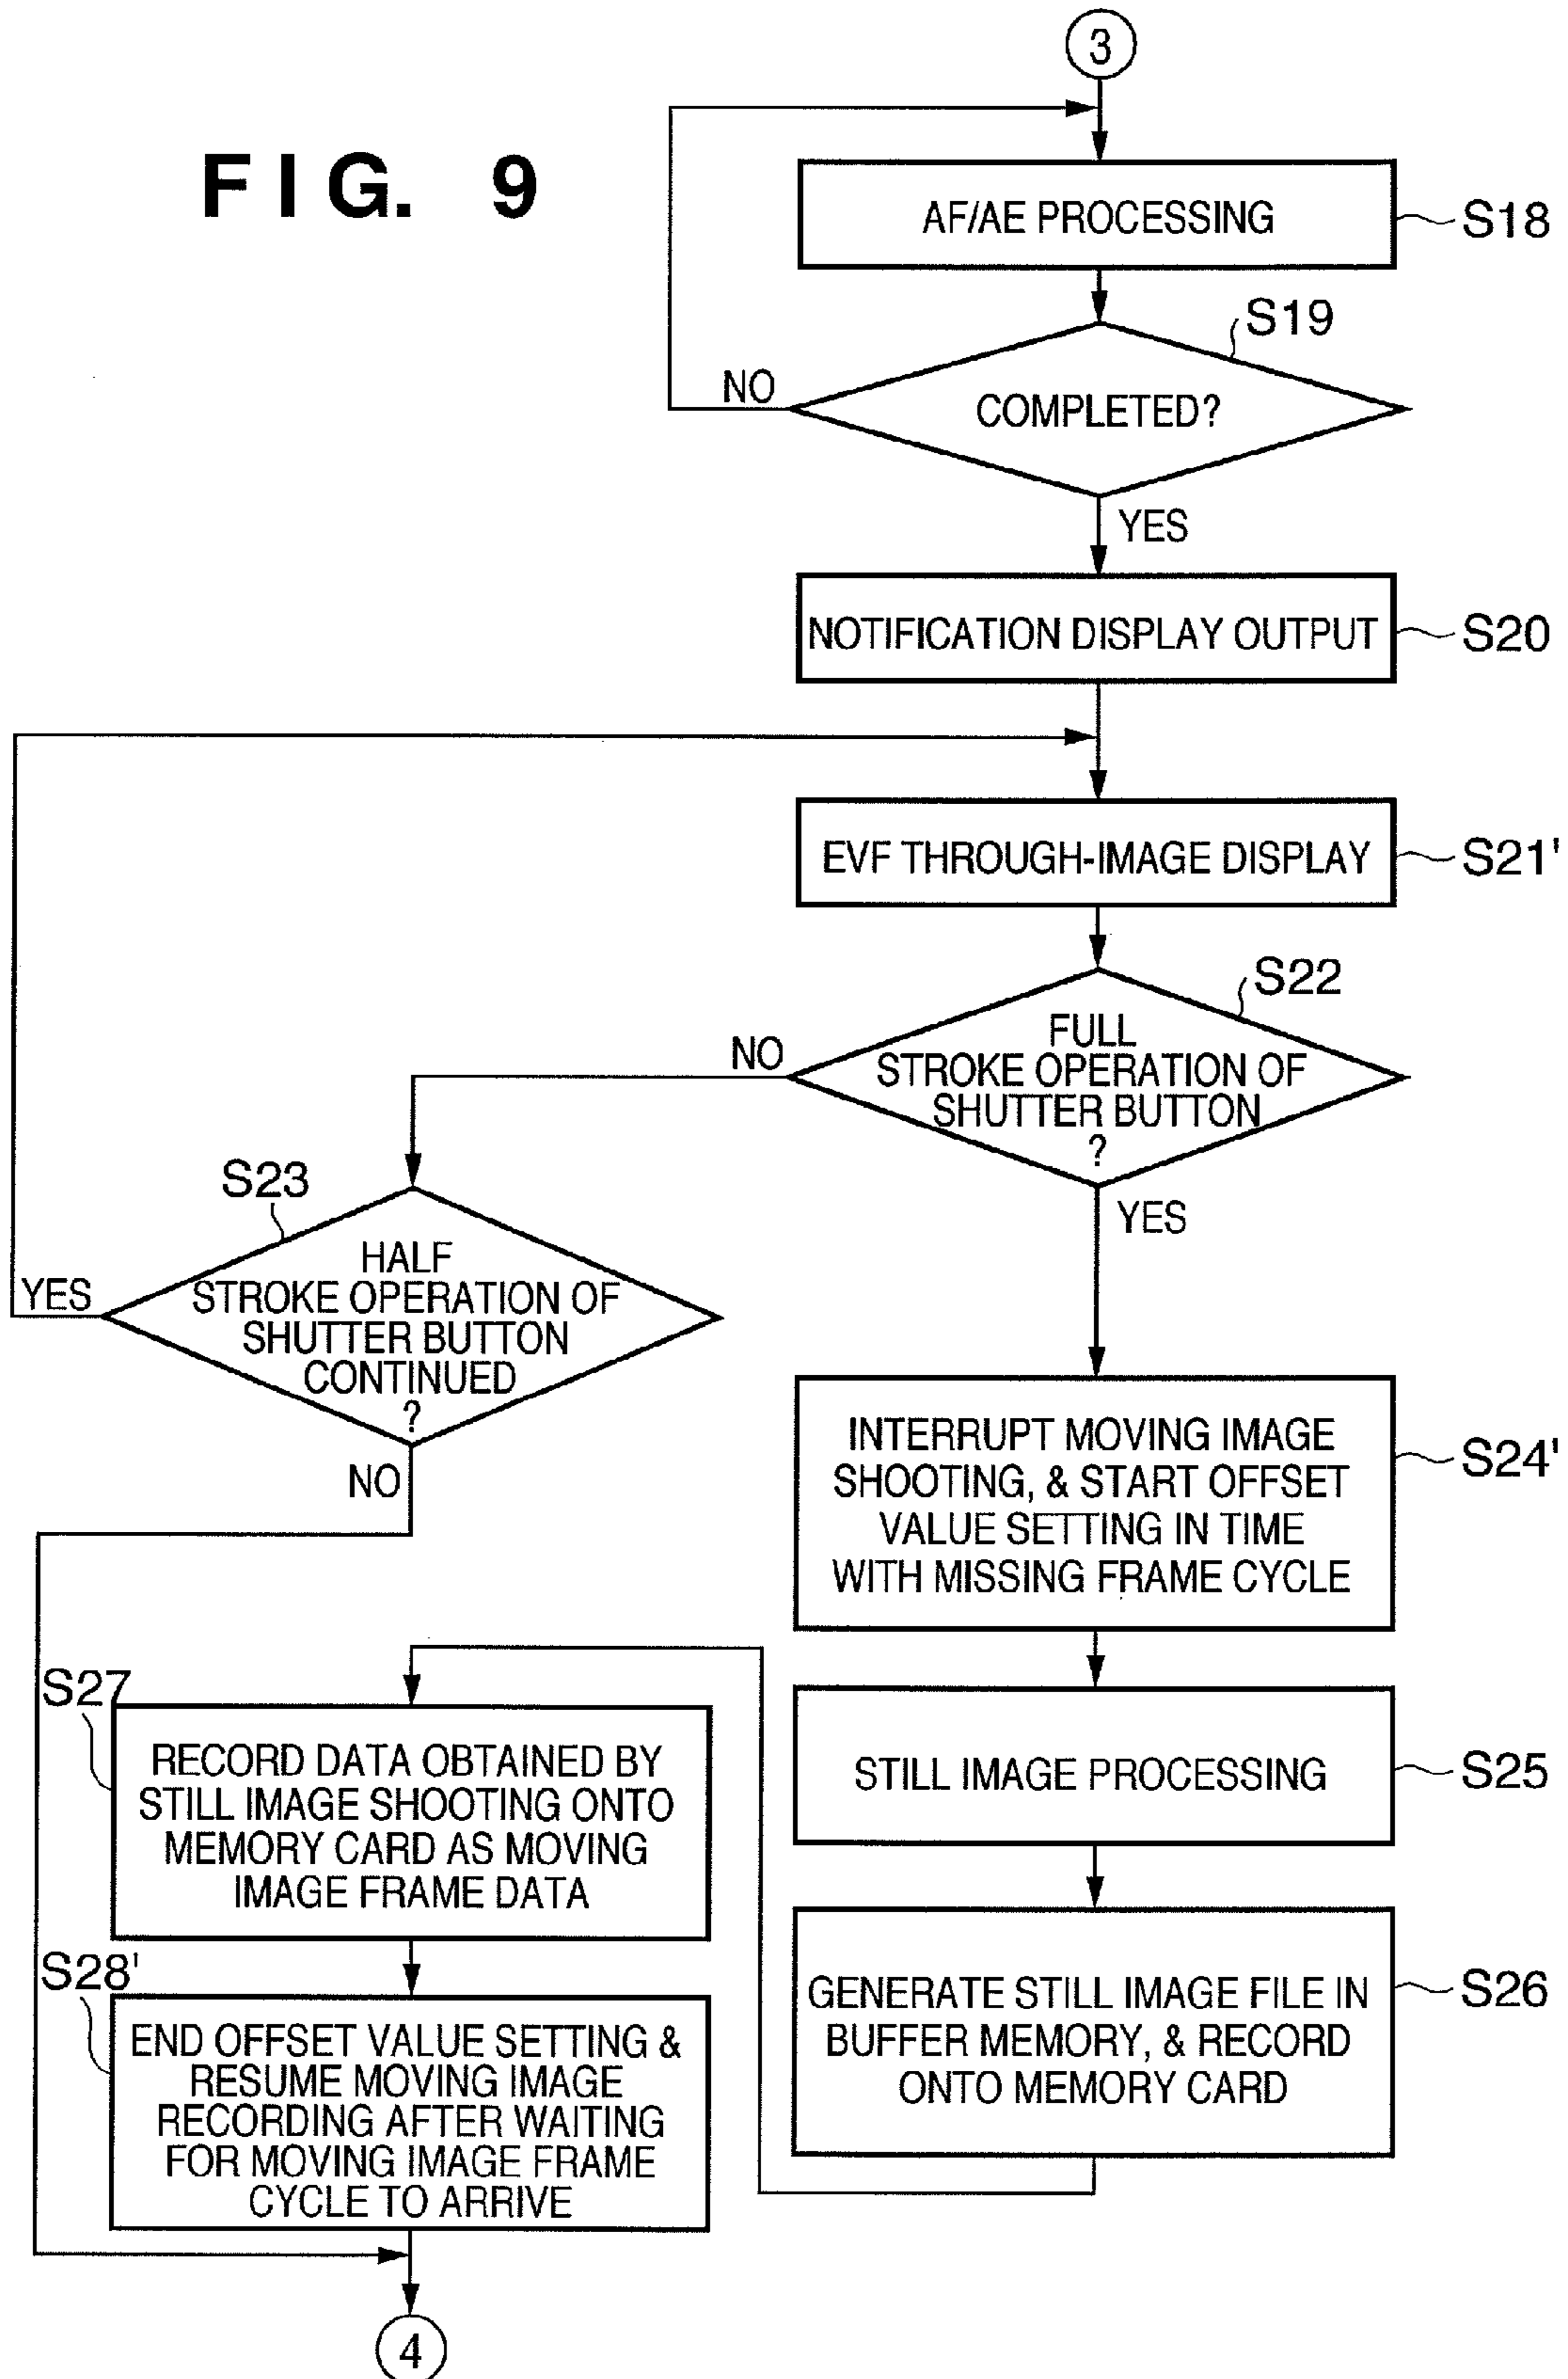 3
FIG. 9
AF/AE PROCESSING
S18
S19
NO
COMPLETED?
YES
NOTIFICATION DISPLAY OUTPUT
S20
EVF THROUGH-IMAGE DISPLAY
S21'
S22
NO
FULL
STROKE OPERATION OF
SHUTTER BUTTON
?
YES
S23
YES
HALF
STROKE OPERATION OF
SHUTTER BUTTON
CONTINUED
?
NO
INTERRUPT MOVING IMAGE
SHOOTING, & START OFFSET
VALUE SETTING IN TIME
WITH MISSING FRAME CYCLE
S24'
STILL IMAGE PROCESSING
S25
GENERATE STILL IMAGE FILE IN
BUFFER MEMORY, & RECORD
ONTO MEMORY CARD
S26
S27
RECORD DATA OBTAINED BY
STILL IMAGE SHOOTING ONTO
MEMORY CARD AS MOVING
IMAGE FRAME DATA
S28'
END OFFSET VALUE SETTING &
RESUME MOVING IMAGE
RECORDING AFTER WAITING
FOR MOVING IMAGE FRAME
CYCLE TO ARRIVE
4